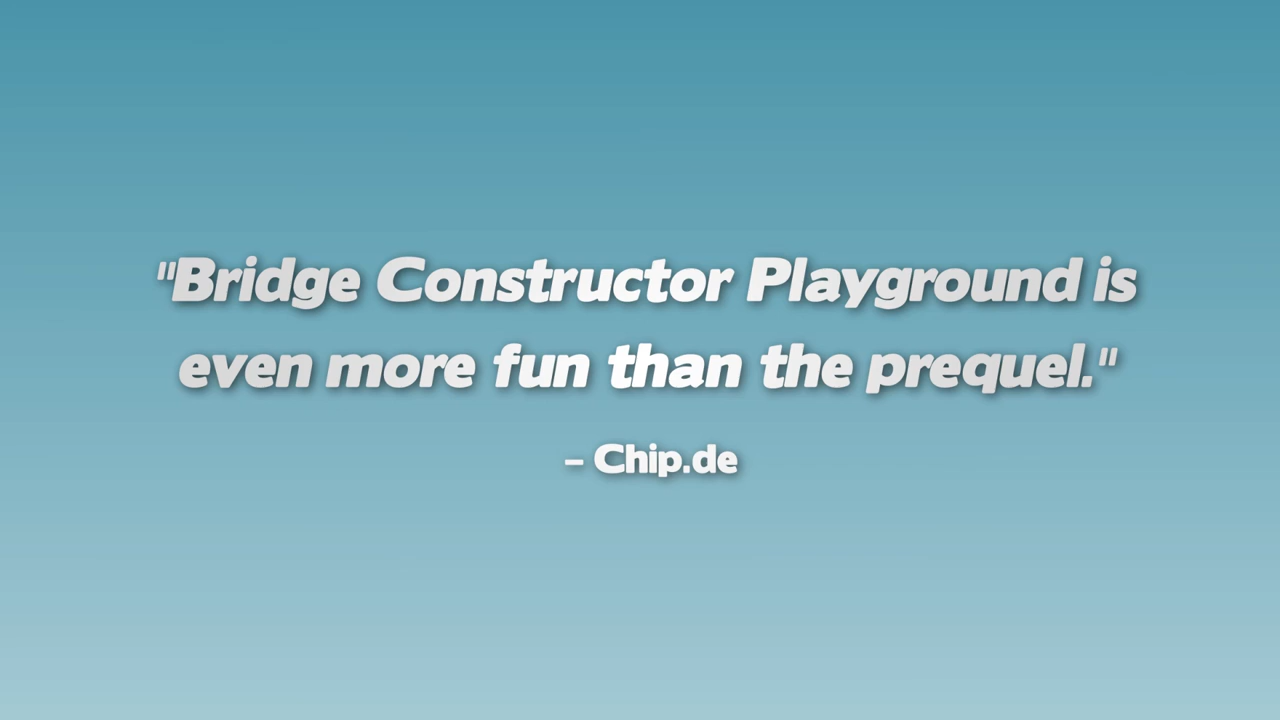 "Bridge Constructor Playground is
even more fun than the prequel."
– Chip.de